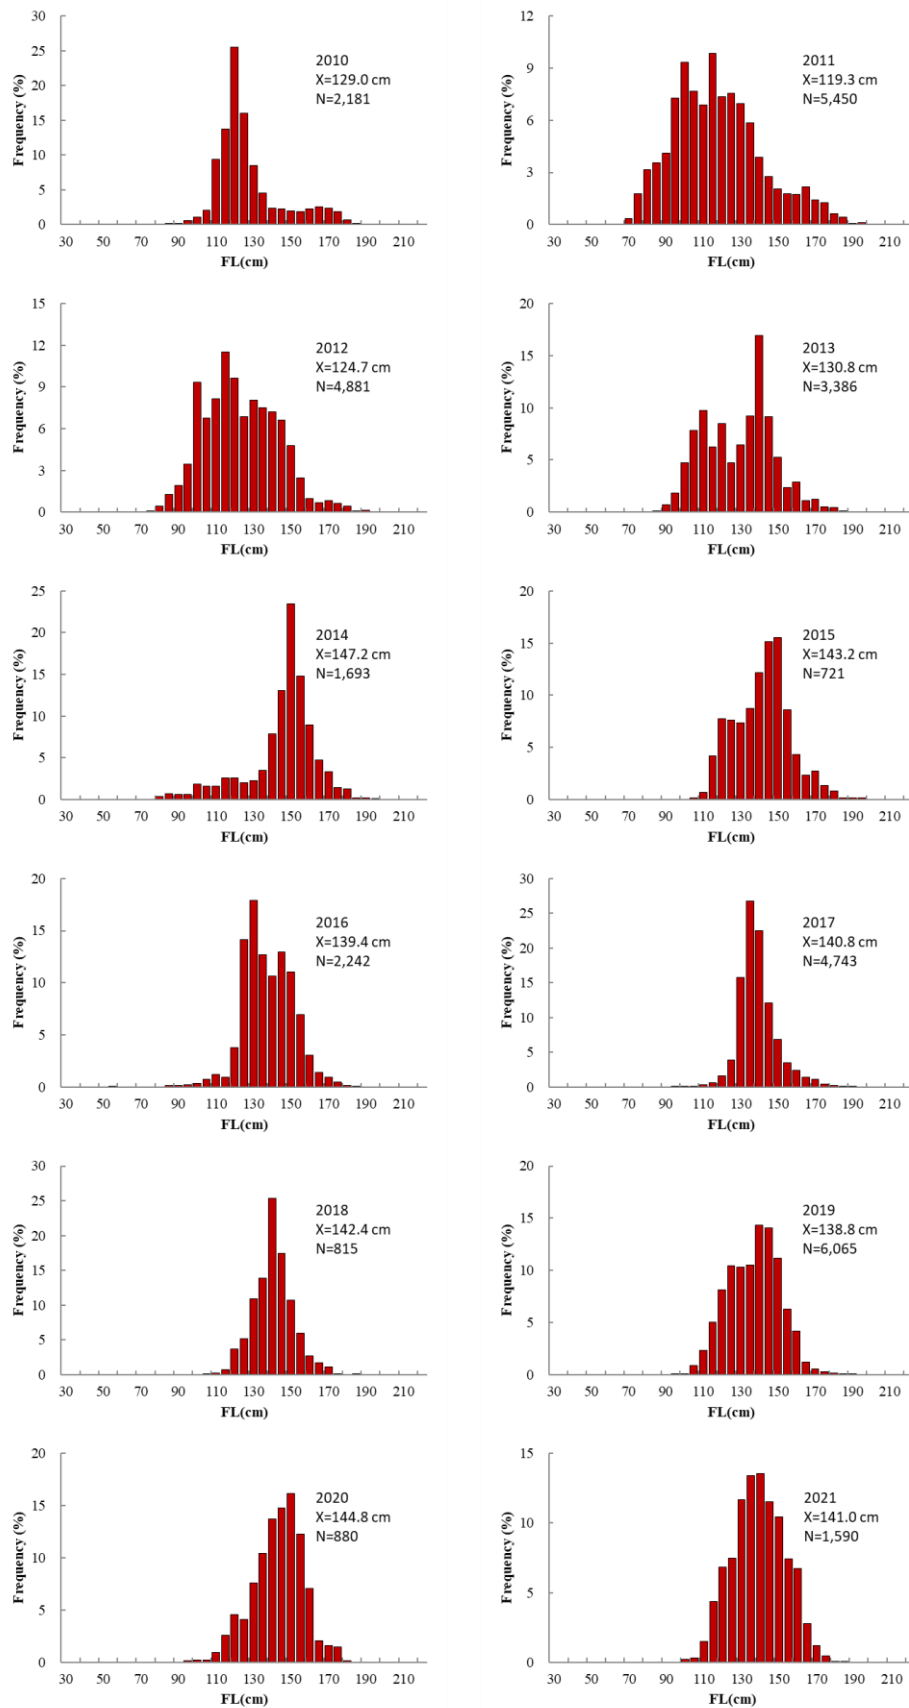 30
25
20
15
10
5
0
Frequency (%)
2010
X=129.0 cm
N=2,181
30 50 70 90 110 130 150 170 190 210
FL(cm)
12
9
6
3
0
Frequency (%)
2011
X=119.3 cm
N=5,450
30 50 70 90 110 130 150 170 190 210
FL(cm)
15
12
9
6
3
0
Frequency (%)
2012
X=124.7 cm
N=4,881
30 50 70 90 110 130 150 170 190 210
FL(cm)
20
15
10
5
0
Frequency (%)
2013
X=130.8 cm
N=3,386
30 50 70 90 110 130 150 170 190 210
FL(cm)
25
20
15
10
5
0
Frequency (%)
2014
X=147.2 cm
N=1,693
30 50 70 90 110 130 150 170 190 210
FL(cm)
20
15
10
5
0
Frequency (%)
2015
X=143.2 cm
N=721
30 50 70 90 110 130 150 170 190 210
FL(cm)
20
15
10
5
0
Frequency (%)
2016
X=139.4 cm
N=2,242
30 50 70 90 110 130 150 170 190 210
FL(cm)
30
25
20
15
10
5
0
Frequency (%)
2017
X=140.8 cm
N=4,743
30 50 70 90 110 130 150 170 190 210
FL(cm)
30
25
20
15
10
5
0
Frequency (%)
2018
X=142.4 cm
N=815
30 50 70 90 110 130 150 170 190 210
FL(cm)
20
15
10
5
0
Frequency (%)
2019
X=138.8 cm
N=6,065
30 50 70 90 110 130 150 170 190 210
FL(cm)
20
15
10
5
0
Frequency (%)
2020
X=144.8 cm
N=880
30 50 70 90 110 130 150 170 190 210
FL(cm)
15
10
5
0
Frequency (%)
2021
X=141.0 cm
N=1,590
30 50 70 90 110 130 150 170 190 210
FL(cm)